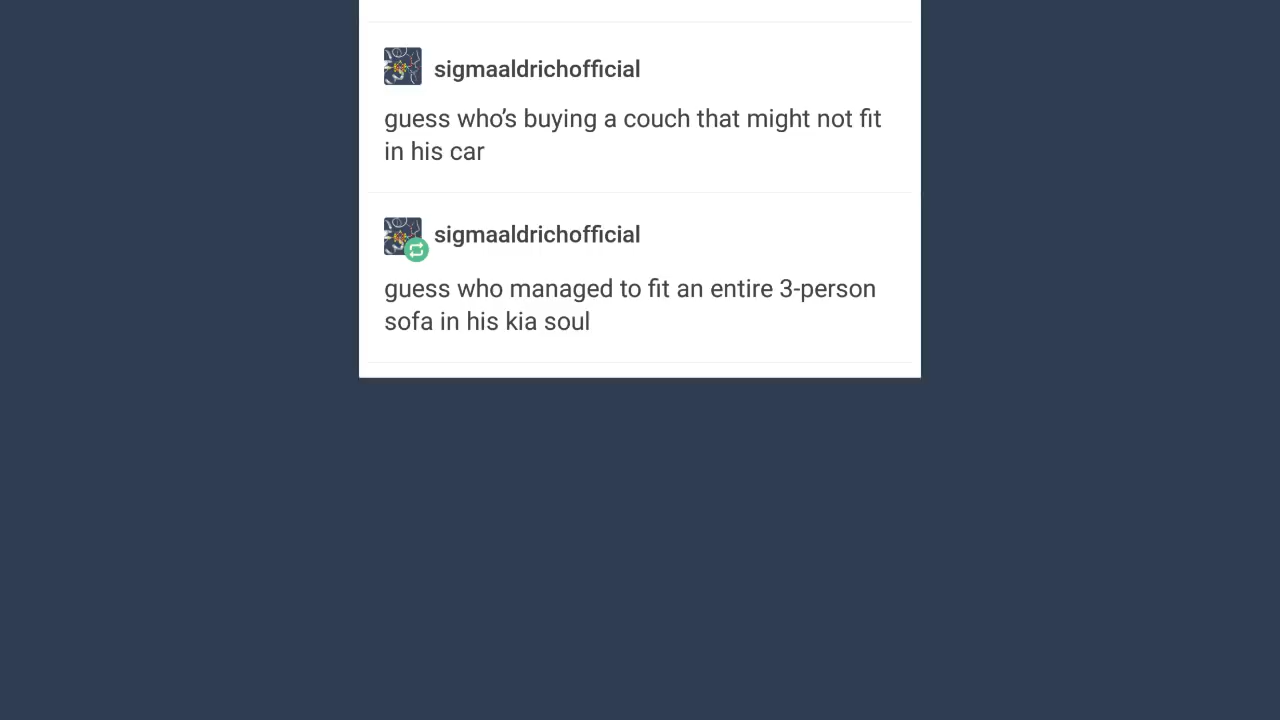 sigmaaldrichofficial
guess who’s buying a couch that might not fit
in his car
sigmaaldrichofficial
guess who managed to fit an entire 3-person
sofa in his kia soul